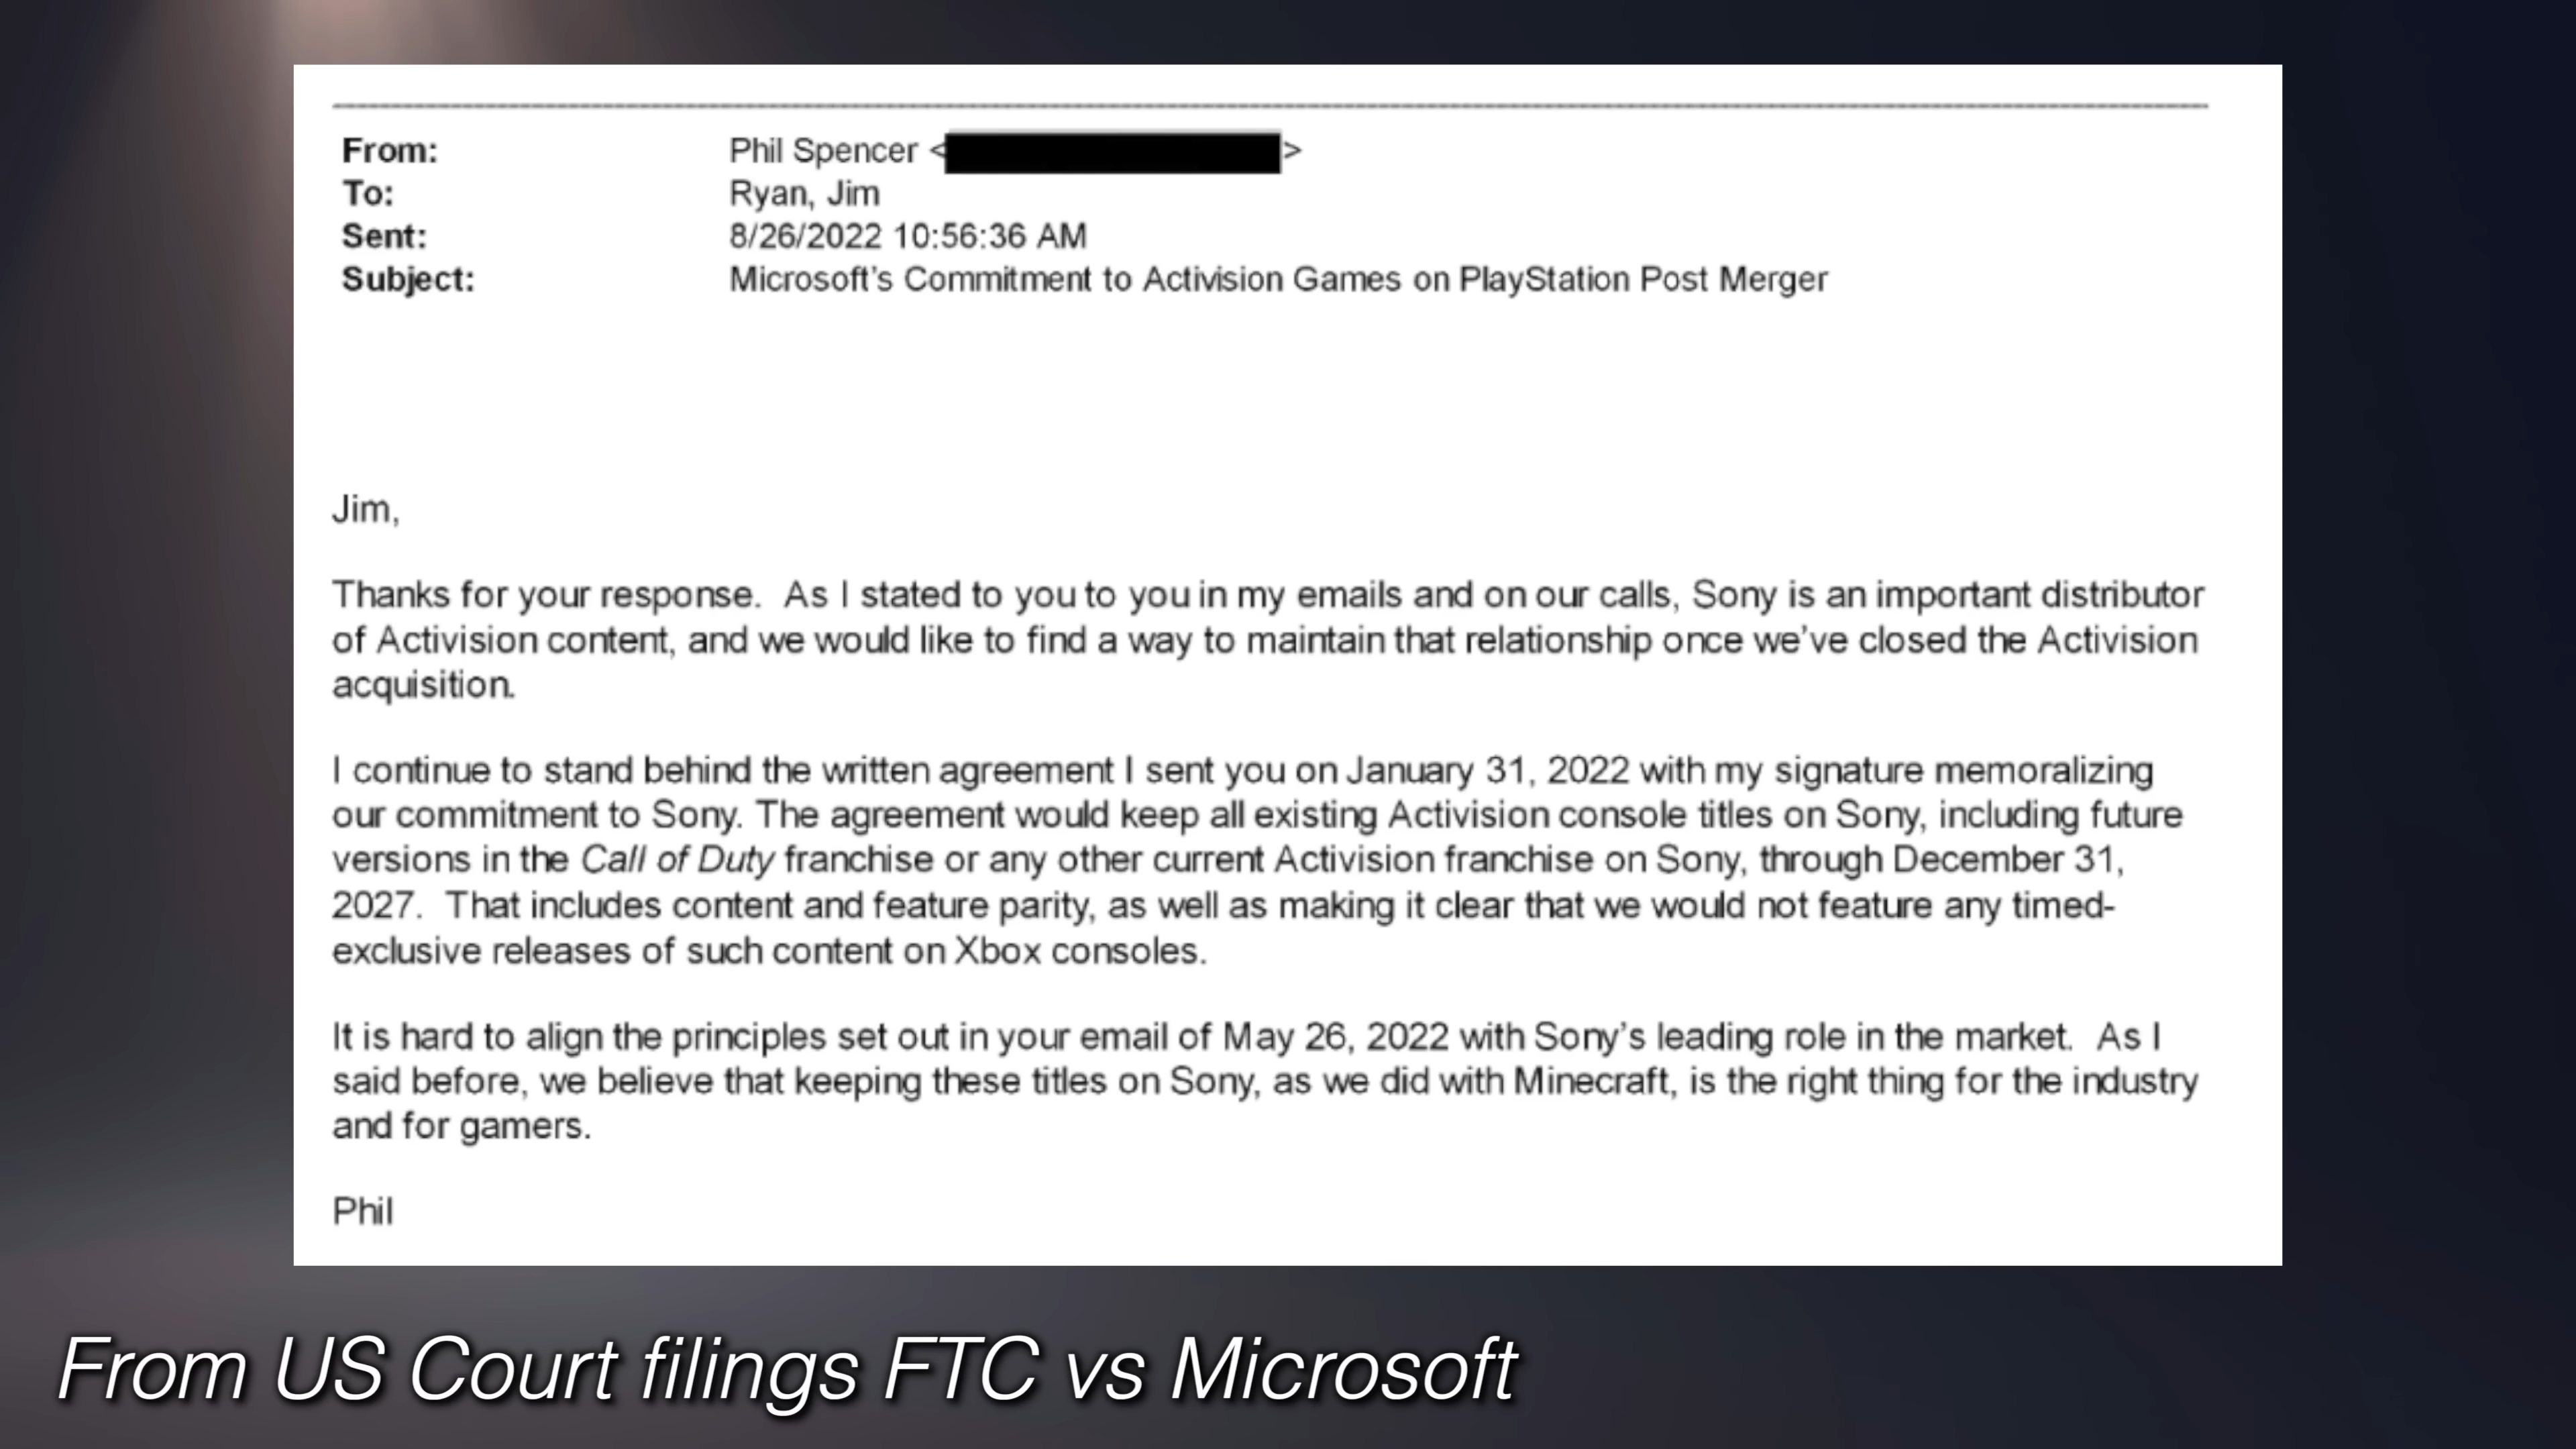 From: Phil Spencer < >
To: Ryan, Jim
Sent: 8/26/2022 10:56:36 AM
Subject: Microsoft's Commitment to Activision Games on PlayStation Post Merger
Jim,
Thanks for your response.  As I stated to you to you in my emails and on our calls, Sony is an important distributor
of Activision content, and we would like to find a way to maintain that relationship once we've closed the Activision
acquisition.
I continue to stand behind the written agreement I sent you on January 31, 2022 with my signature memoralizing
our commitment to Sony. The agreement would keep all existing Activision console titles on Sony, including future
versions in the Call of Duty franchise or any other current Activision franchise on Sony, through December 31,
2027.  That includes content and feature parity, as well as making it clear that we would not feature any timed-
exclusive releases of such content on Xbox consoles.
It is hard to align the principles set out in your email of May 26, 2022 with Sony's leading role in the market.  As I
said before, we believe that keeping these titles on Sony, as we did with Minecraft, is the right thing for the industry
and for gamers.
Phil
From US Court filings FTC vs Microsoft